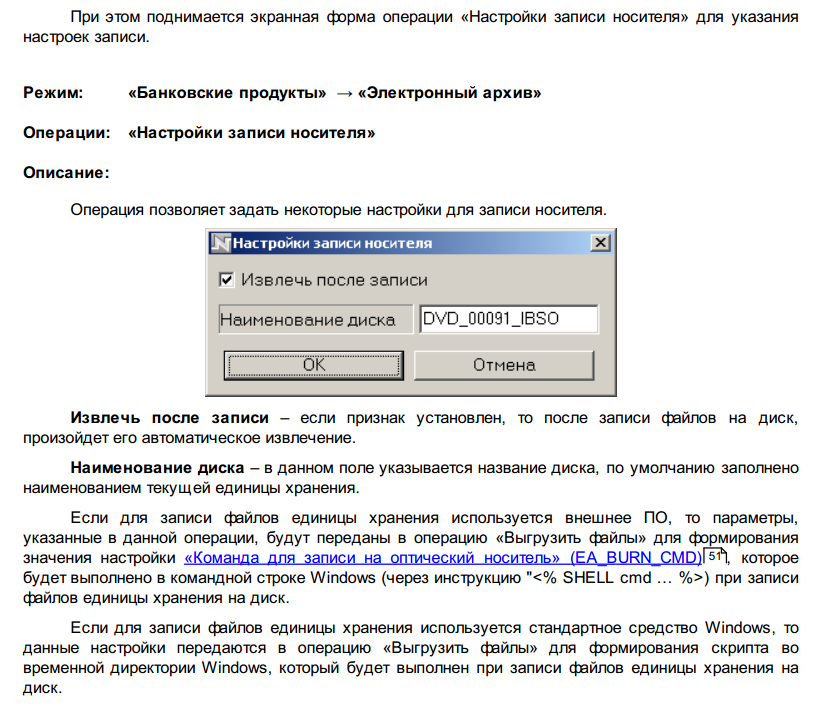 При этом поднимается экранная форма операции «Настройки записи носителя» для указания
настроек записи.
Режим: «Банковские продукты» → «Электронный архив»
Операции: «Настройки записи носителя»
Описание:
Операция позволяет задать некоторые настройки для записи носителя.
Настройки записи носителя
Извлечь после записи
Наименование диска DVD_00091_IBSO
OK Отмена
Извлечь после записи – если признак установлен, то после записи файлов на диск,
произойдет его автоматическое извлечение.
Наименование диска – в данном поле указывается название диска, по умолчанию заполнено
наименованием текущей единицы хранения.
Если для записи файлов единицы хранения используется внешнее ПО, то параметры,
указанные в данной операции, будут переданы в операцию «Выгрузить файлы» для формирования
значения настройки «Команда для записи на оптический носитель» (EA_BURN_CMD) 51, которое
будет выполнено в командной строке Windows (через инструкцию "<% SHELL cmd … %>) при записи
файлов единицы хранения на диск.
Если для записи файлов единицы хранения используется стандартное средство Windows, то
данные настройки передаются в операцию «Выгрузить файлы» для формирования скрипта во
временной директории Windows, который будет выполнен при записи файлов единицы хранения на
диск.